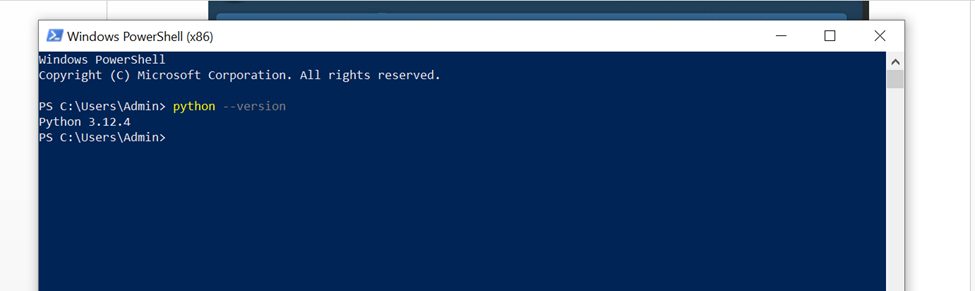 Windows PowerShell (x86)
Windows PowerShell
Copyright (C) Microsoft Corporation. All rights reserved.
PS C:\Users\Admin> python --version
Python 3.12.4
PS C:\Users\Admin>